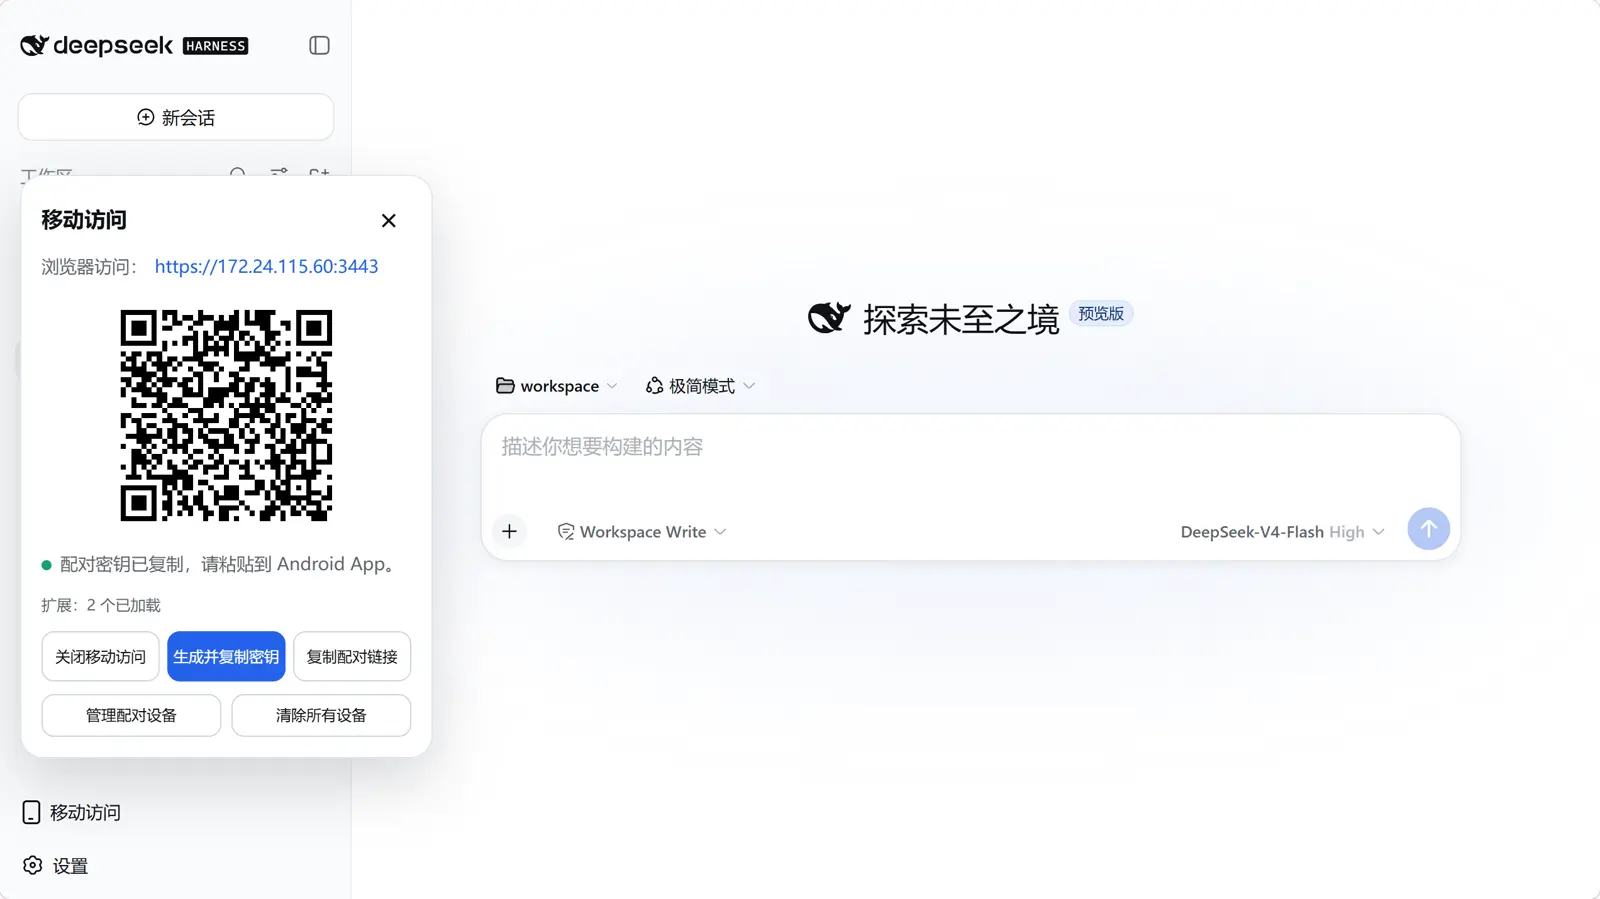 deepseek HARNESS
新会话
工作区
移动访问
浏览器访问： https://172.24.115.60:3443
配对密钥已复制，请粘贴到 Android App。
扩展：2 个已加载
关闭移动访问
生成并复制密钥
复制配对链接
管理配对设备
清除所有设备
移动访问
设置
探索未至之境
预览版
workspace
极简模式
描述你想要构建的内容
Workspace Write
DeepSeek-V4-Flash High